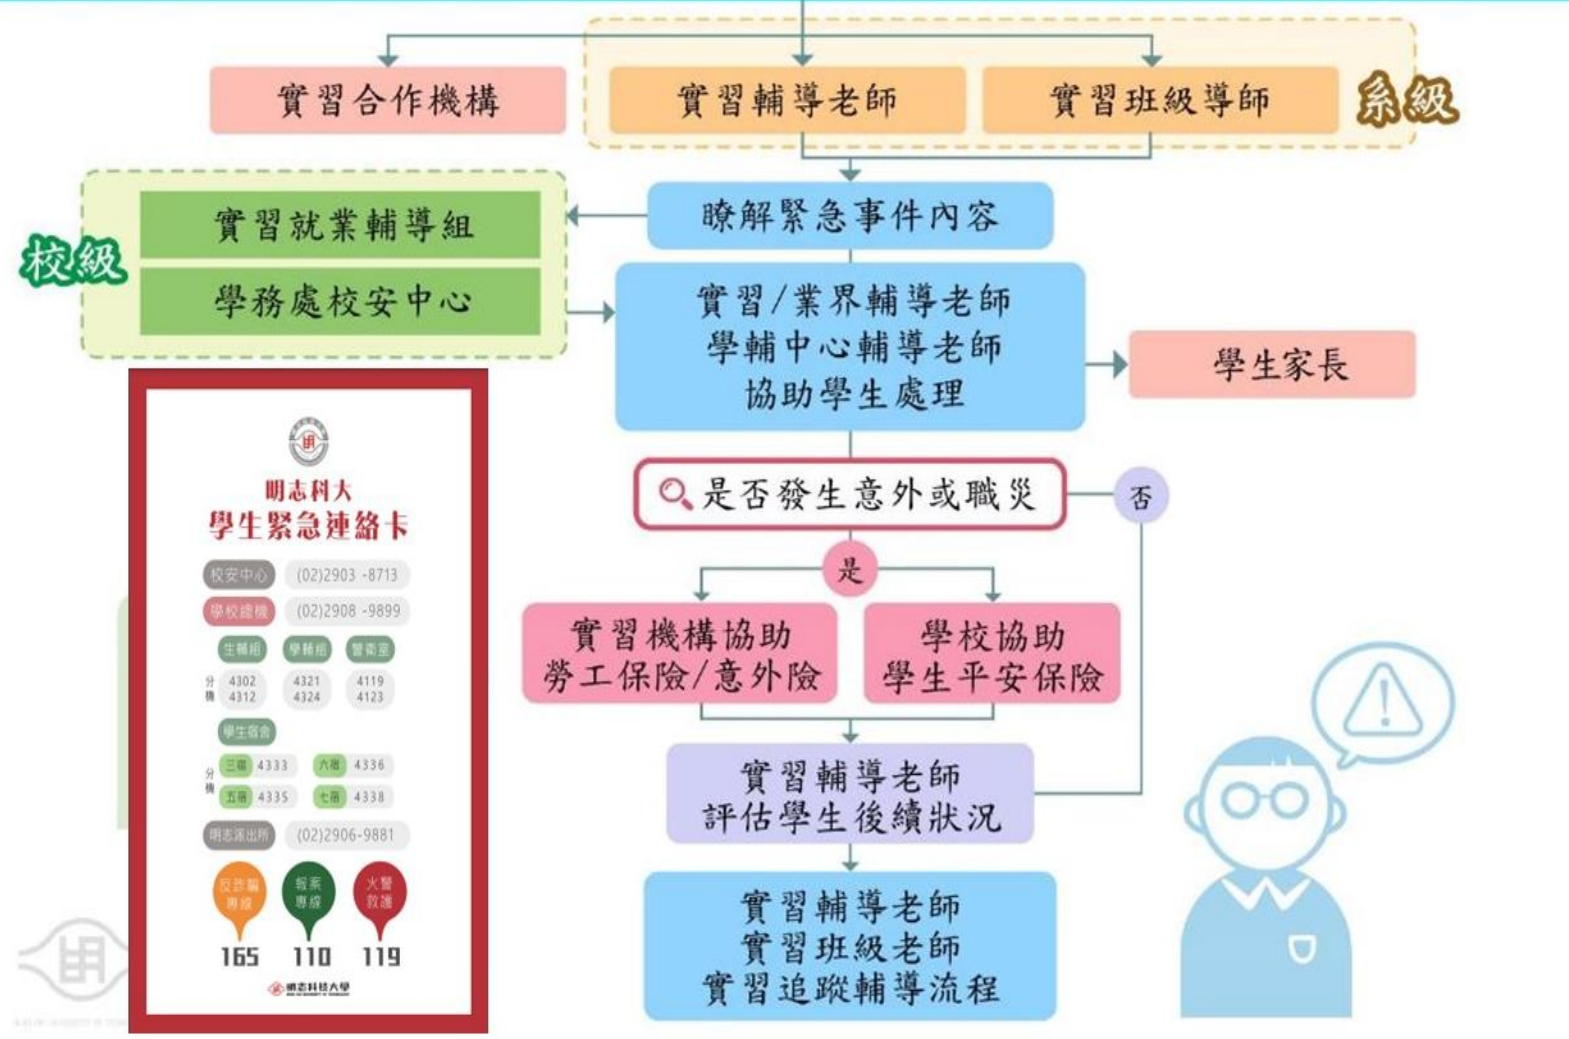 實習合作機構
實習輔導老師
實習班級導師
系級
校級
實習就業輔導組
學務處校安中心
瞭解緊急事件內容
實習/業界輔導老師
學輔中心輔導老師
協助學生處理
學生家長
是否發生意外或職災
否
是
實習機構協助
勞工保險/意外險
學校協助
學生平安保險
實習輔導老師
評估學生後續狀況
實習輔導老師
實習班級老師
實習追蹤輔導流程
明志科大
學生緊急連絡卡
校安中心 (02)2903 -8713
學校總機 (02)2908 -9899
生輔組 學輔組 警衛室
分機 4302 4321 4119
4312 4324 4123
學生宿舍
分機 三宿 4333 六宿 4336
五宿 4335 七宿 4338
明志派出所 (02)2906-9881
反詐騙專線 報案專線 火警救護
165 110 119
明志科技大學